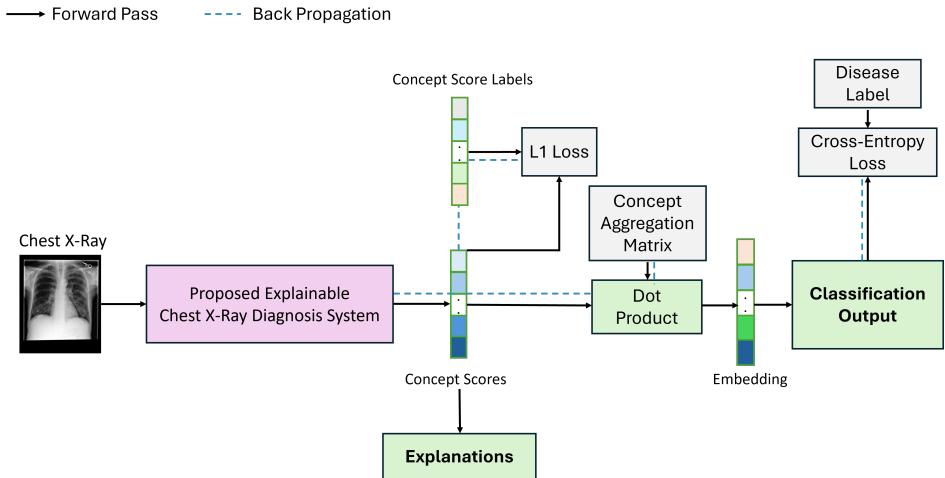 Forward Pass
Back Propagation
Disease
Label
Concept Score Labels
Cross-Entropy
Loss
L1 Loss
Concept
Aggregation
Matrix
Chest X-Ray
Proposed Explainable
Chest X-Ray Diagnosis System
Dot
Product
Classification
Output
Concept Scores
Embedding
Explanations